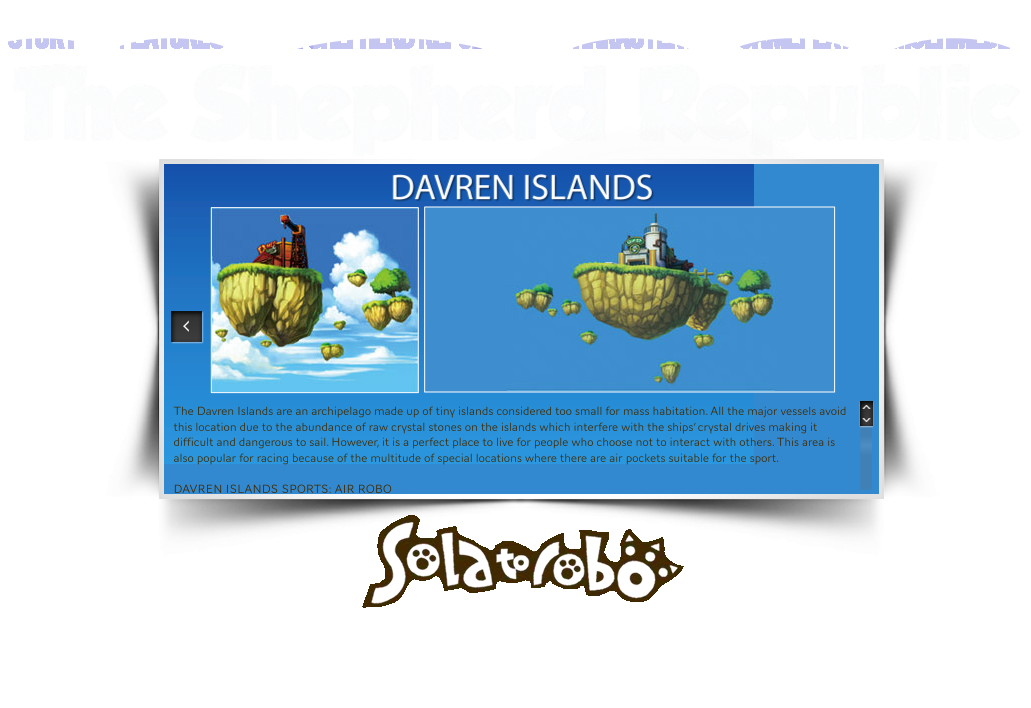 STORY FEATURES
The Shepherd Republic
DAVREN ISLANDS
The Davren Islands are an archipelago made up of tiny islands considered too small for mass habitation. All the major vessels avoid
this location due to the abundance of raw crystal stones on the islands which interfere with the ships' crystal drives making it
difficult and dangerous to sail. However, it is a perfect place to live for people who choose not to interact with others. This area is
also popular for racing because of the multitude of special locations where there are air pockets suitable for the sport.
DAVREN ISLANDS SPORTS: AIR ROBO
Solatorobo